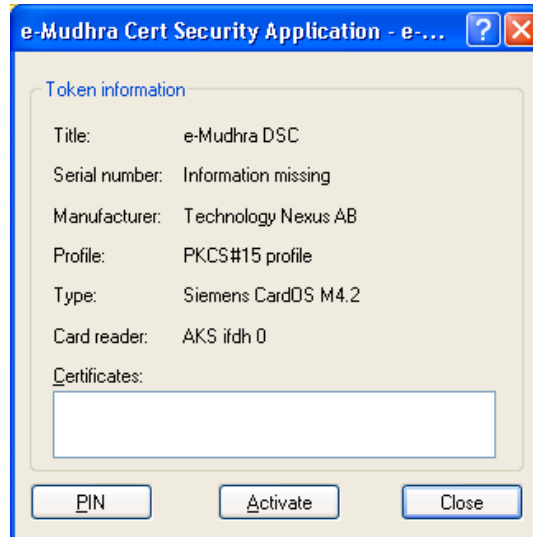 e-Mudhra Cert Security Application - e-...
Token information
Title: e-Mudhra DSC
Serial number: Information missing
Manufacturer: Technology Nexus AB
Profile: PKCS#15 profile
Type: Siemens CardOS M4.2
Card reader: AKS ifdh 0
Certificates:
PIN Activate Close